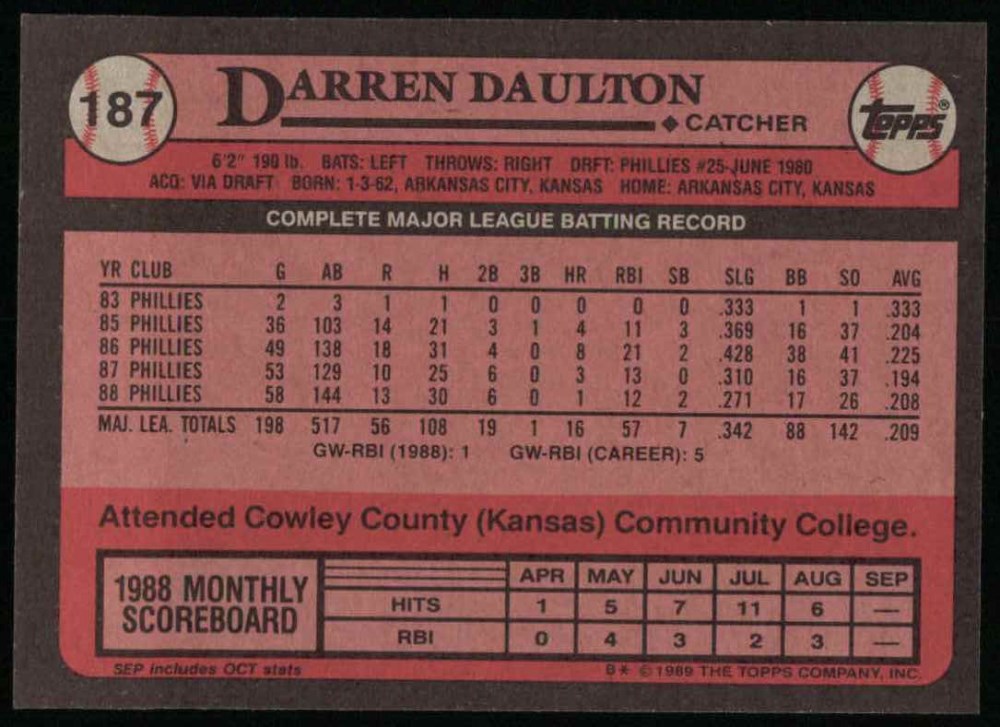 187
DARREN DAULTON
◆ CATCHER
TOPPS®
6'2" 190 lb. BATS: LEFT THROWS: RIGHT DRFT: PHILLIES #25-JUNE 1980
ACQ: VIA DRAFT BORN: 1-3-62, ARKANSAS CITY, KANSAS HOME: ARKANSAS CITY, KANSAS
COMPLETE MAJOR LEAGUE BATTING RECORD
YR CLUB G AB R H 2B 3B HR RBI SB SLG BB SO AVG
83 PHILLIES 2 3 1 1 0 0 0 0 0 .333 1 1 .333
85 PHILLIES 36 103 14 21 3 1 4 11 3 .369 16 37 .204
86 PHILLIES 49 138 18 31 4 0 8 21 2 .428 38 41 .225
87 PHILLIES 53 129 10 25 6 0 3 13 0 .310 16 37 .194
88 PHILLIES 58 144 13 30 6 0 1 12 2 .271 17 26 .208
MAJ. LEA. TOTALS 198 517 56 108 19 1 16 57 7 .342 88 142 .209
GW-RBI (1988): 1 GW-RBI (CAREER): 5
Attended Cowley County (Kansas) Community College.
1988 MONTHLY
SCOREBOARD
APR MAY JUN JUL AUG SEP
HITS 1 5 7 11 6 —
RBI 0 4 3 2 3 —
SEP includes OCT stats
B* © 1989 THE TOPPS COMPANY, INC.